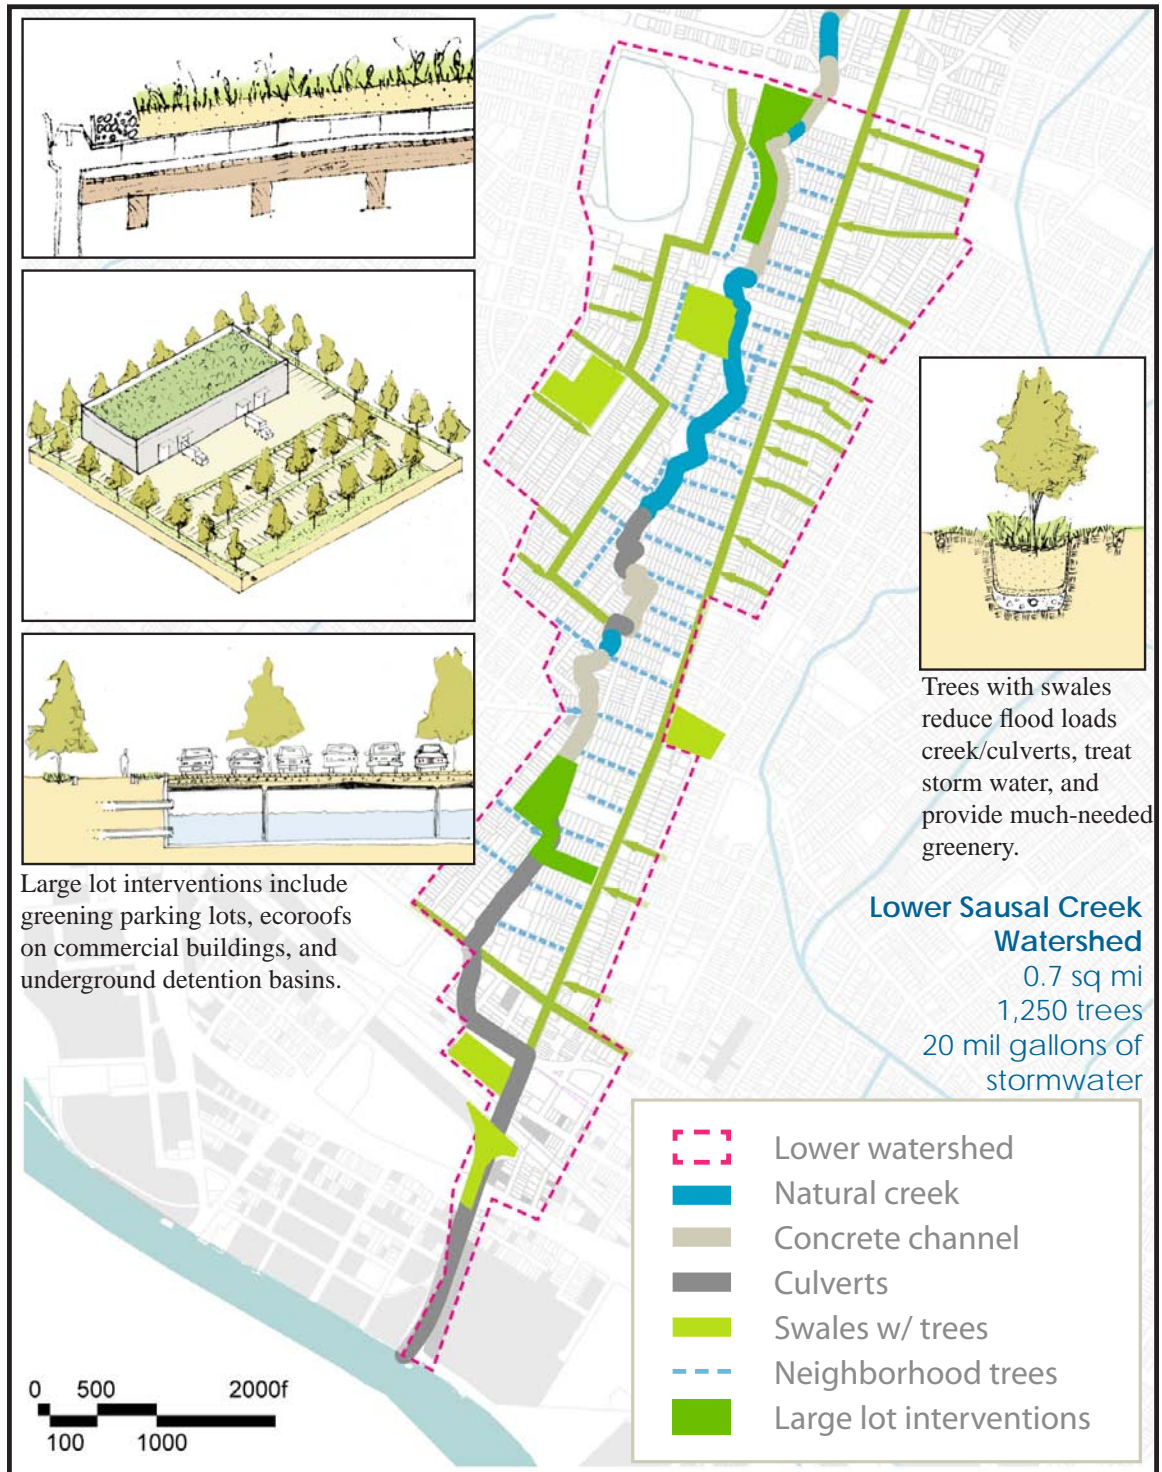 Trees with swales
reduce flood loads
creek/culverts, treat
storm water, and
provide much-needed
greenery.
Large lot interventions include
greening parking lots, ecoroofs
on commercial buildings, and
underground detention basins.
Lower Sausal Creek
Watershed
0.7 sq mi
1,250 trees
20 mil gallons of
stormwater
Lower watershed
Natural creek
Concrete channel
Culverts
Swales w/ trees
Neighborhood trees
Large lot interventions
0 500 2000f
100 1000